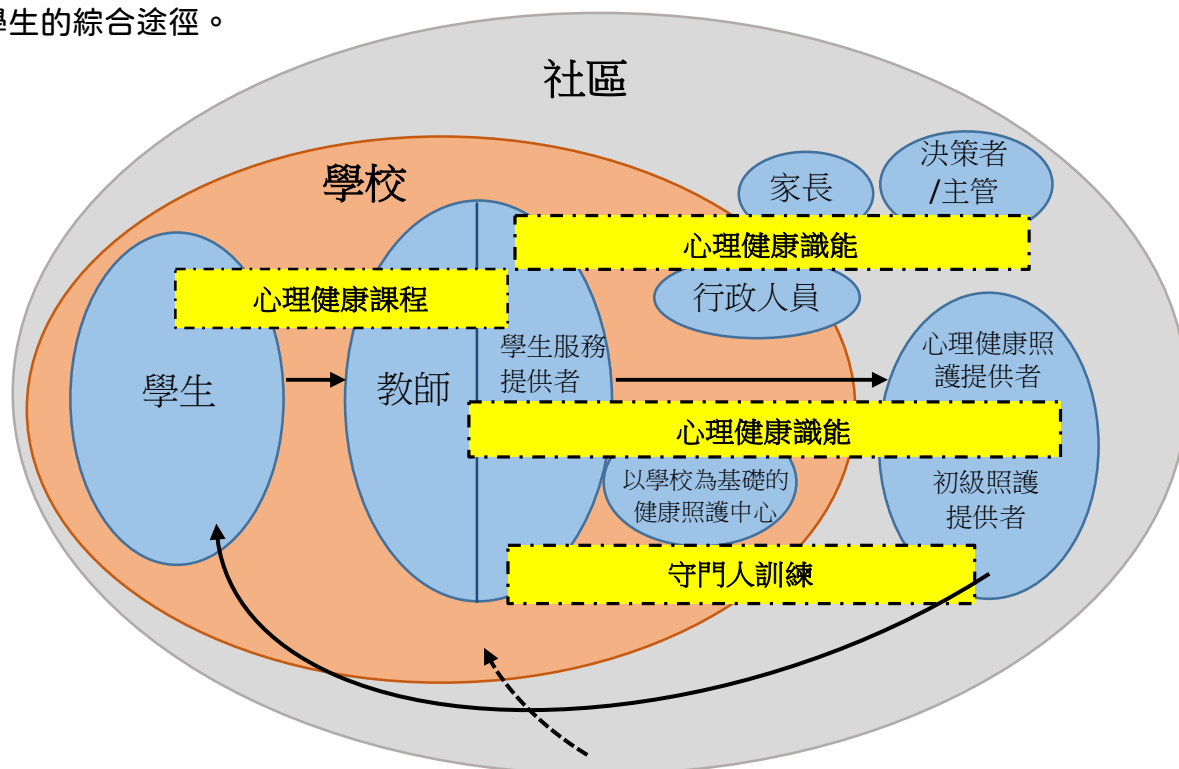 學生的綜合途徑。
社區
學校
家長
決策者
/主管
心理健康識能
心理健康課程
行政人員
學生
教師
學生服務
提供者
心理健康照
護提供者
心理健康識能
以學校為基礎的
健康照護中心
初級照護
提供者
守門人訓練